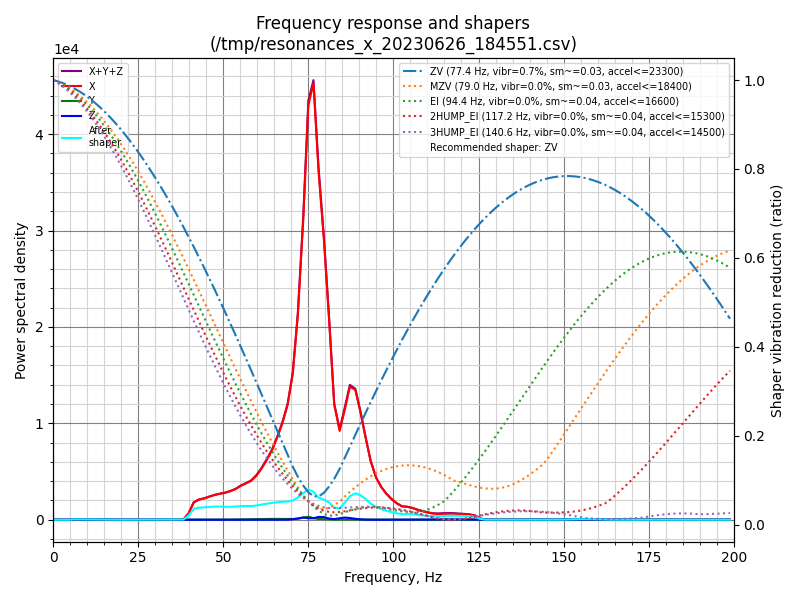 Frequency response and shapers
(/tmp/resonances_x_20230626_184551.csv)
1e4
X+Y+Z
X
Y
Z
After
shaper
ZV (77.4 Hz, vibr=0.7%, sm~=0.03, accel<=23300)
MZV (79.0 Hz, vibr=0.0%, sm~=0.03, accel<=18400)
EI (94.4 Hz, vibr=0.0%, sm~=0.04, accel<=16600)
2HUMP_EI (117.2 Hz, vibr=0.0%, sm~=0.04, accel<=15300)
3HUMP_EI (140.6 Hz, vibr=0.0%, sm~=0.04, accel<=14500)
Recommended shaper: ZV
Power spectral density
4
3
2
1
0
1.0
0.8
0.6
0.4
0.2
0.0
Shaper vibration reduction (ratio)
0 25 50 75 100 125 150 175 200
Frequency, Hz